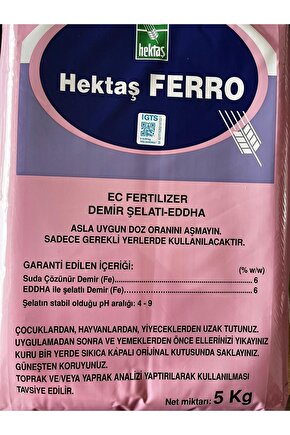 hektaş
Hektaş FERRO
IGTS
EC FERTILIZER
DEMİR ŞELATI-EDDHA
ASLA UYGUN DOZ ORANINI AŞMAYIN.
SADECE GEREKLİ YERLERDE KULLANILACAKTIR.
GARANTİ EDİLEN İÇERİĞİ: (% w/w)
Suda Çözünür Demir (Fe) 6
EDDHA ile şelatlı Demir (Fe) 6
Şelatın stabil olduğu pH aralığı: 4 - 9
ÇOCUKLARDAN, HAYVANLARDAN, YİYECEKLERDEN UZAK TUTUNUZ.
UYGULAMADAN SONRA VE YEMEKLERDEN ÖNCE ELLERİNİZİ YIKAYINIZ
KURU BİR YERDE SIKICA KAPALI ORİJİNAL KUTUSUNDA SAKLAYINIZ.
GÜNEŞTEN KORUYUNUZ.
TOPRAK VE/VEYA YAPRAK ANALİZİ YAPTIRILARAK KULLANILMASI
TAVSİYE EDİLİR.
Net miktarı: 5 Kg